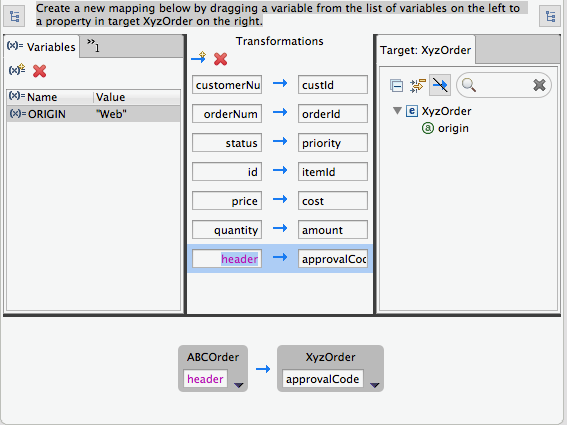 Create a new mapping below by dragging a variable from the list of variables on the left to
a property in target XyzOrder on the right.
(x)= Variables
»1
Transformations
Target: XyzOrder
(x)=
Name Value
(x)= ORIGIN "Web"
customerNu custId
orderNum orderId
status priority
id itemId
price cost
quantity amount
header approvalCod
e XyzOrder
a origin
ABCOrder
header
XyzOrder
approvalCode